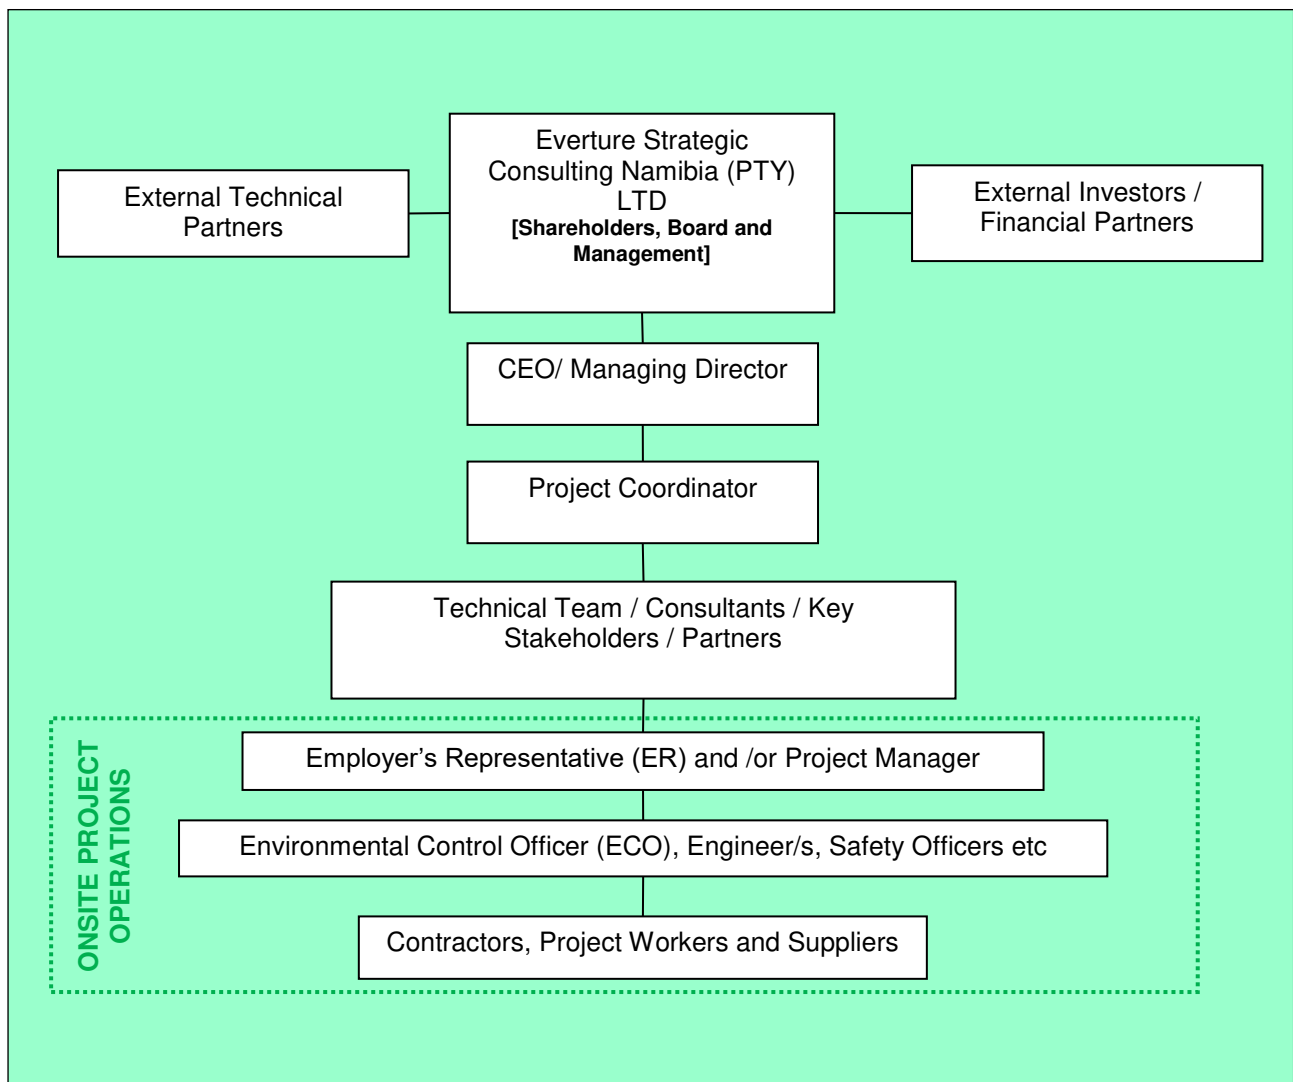 Everture Strategic
Consulting Namibia (PTY)
LTD
[Shareholders, Board and
Management]
External Technical
Partners
External Investors /
Financial Partners
CEO/ Managing Director
Project Coordinator
Technical Team / Consultants / Key
Stakeholders / Partners
ONSITE PROJECT
OPERATIONS
Employer’s Representative (ER) and /or Project Manager
Environmental Control Officer (ECO), Engineer/s, Safety Officers etc
Contractors, Project Workers and Suppliers